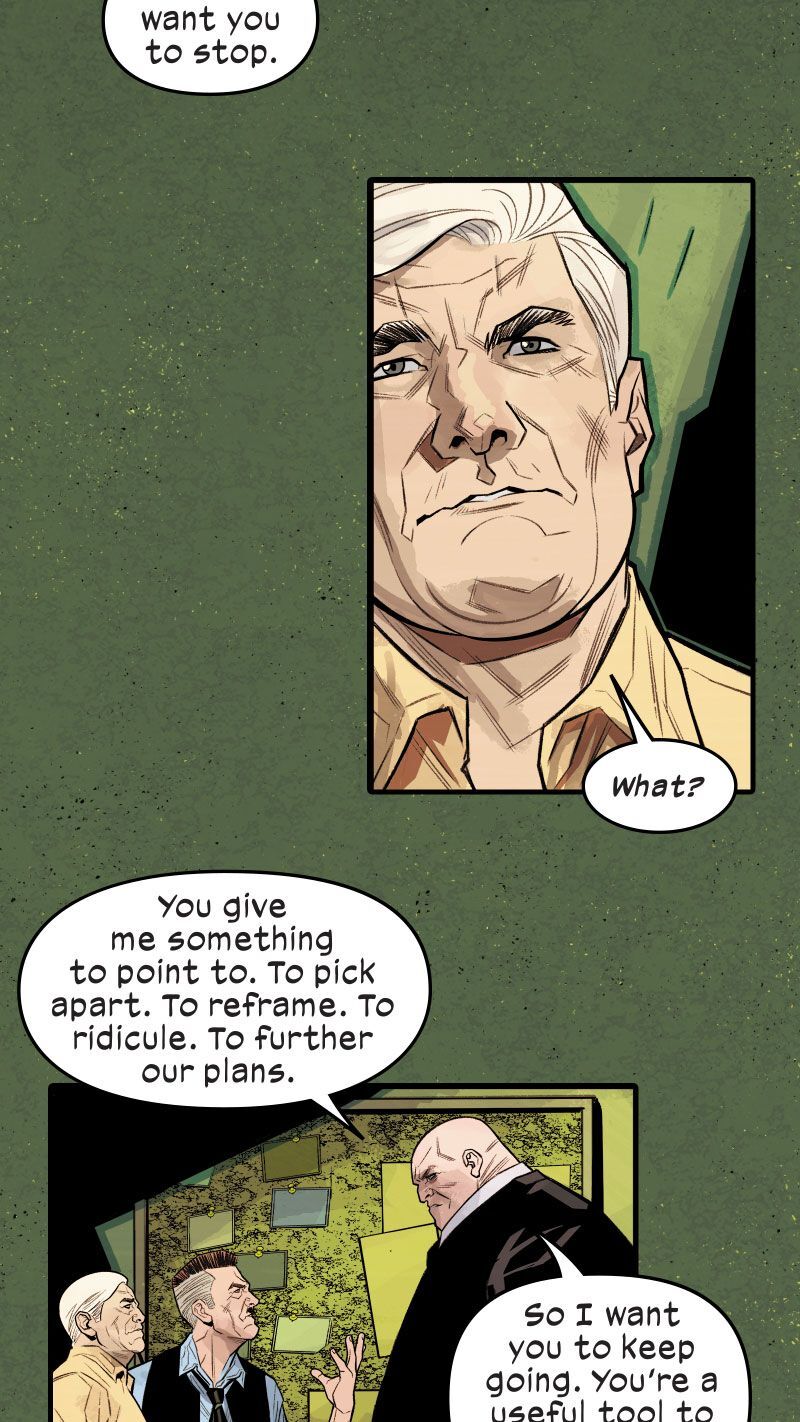 want you
to stop.
What?
You give
me something
to point to. To pick
apart. To reframe. To
ridicule. To further
our plans.
So I want
you to keep
going. You're a
useful tool to